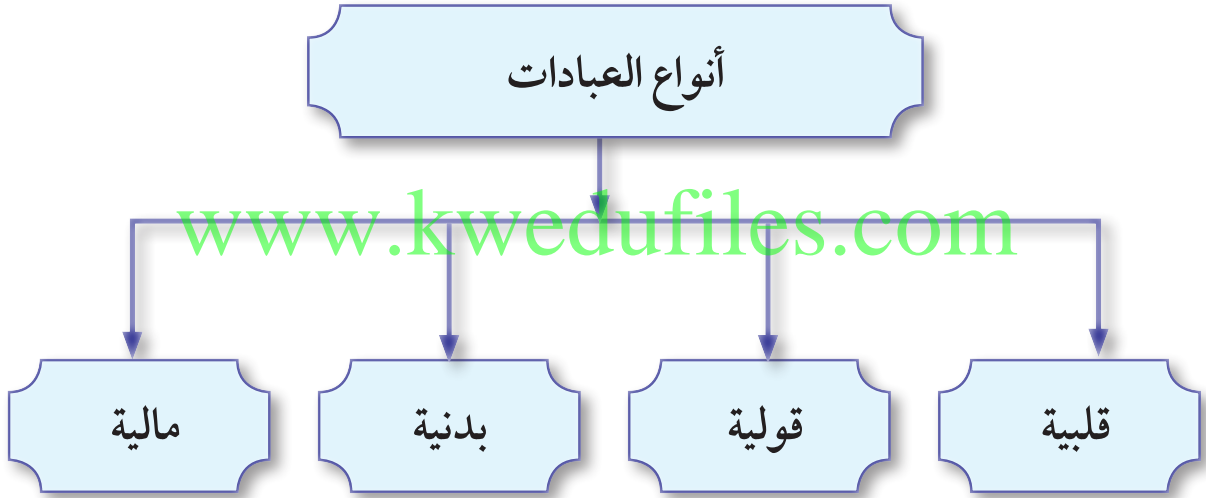 أنواع العبادات
www.kwedufiles.com
قلبية
قولية
بدنية
مالية